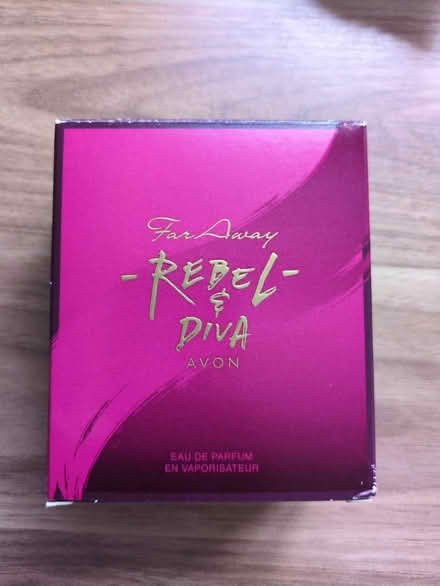 Far Away
- REBEL -
&
DIVA
AVON
EAU DE PARFUM
EN VAPORISATEUR